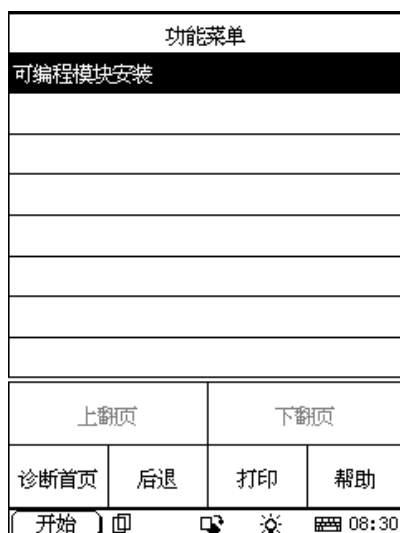 功能菜单
可编程模块安装
上翻页 下翻页
诊断首页 后退 打印 帮助
开始 08:30